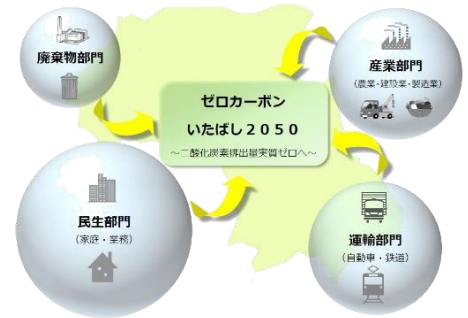 廃棄物部門
産業部門
(農業・建設業・製造業)
ゼロカーボン
いたばし2050
～二酸化炭素排出量実質ゼロへ～
民生部門
(家庭・業務)
運輸部門
(自動車・鉄道)